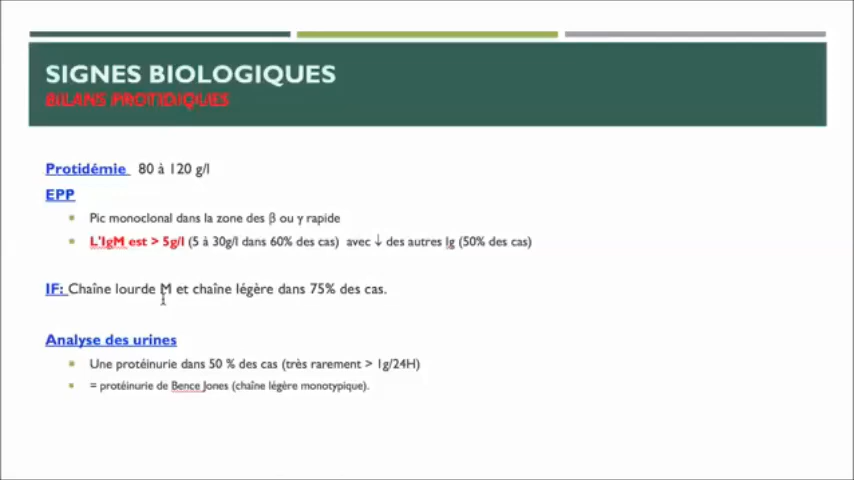 SIGNES BIOLOGIQUES
BILANS PROTIDIQUES
Protidémie 80 à 120 g/l
EPP
Pic monoclonal dans la zone des β ou γ rapide
L'IgM est > 5g/l (5 à 30g/l dans 60% des cas) avec ↓ des autres Ig (50% des cas)
IF: Chaîne lourde M et chaîne légère dans 75% des cas.
Analyse des urines
Une protéinurie dans 50 % des cas (très rarement > 1g/24H)
= protéinurie de Bence Jones (chaîne légère monotypique).